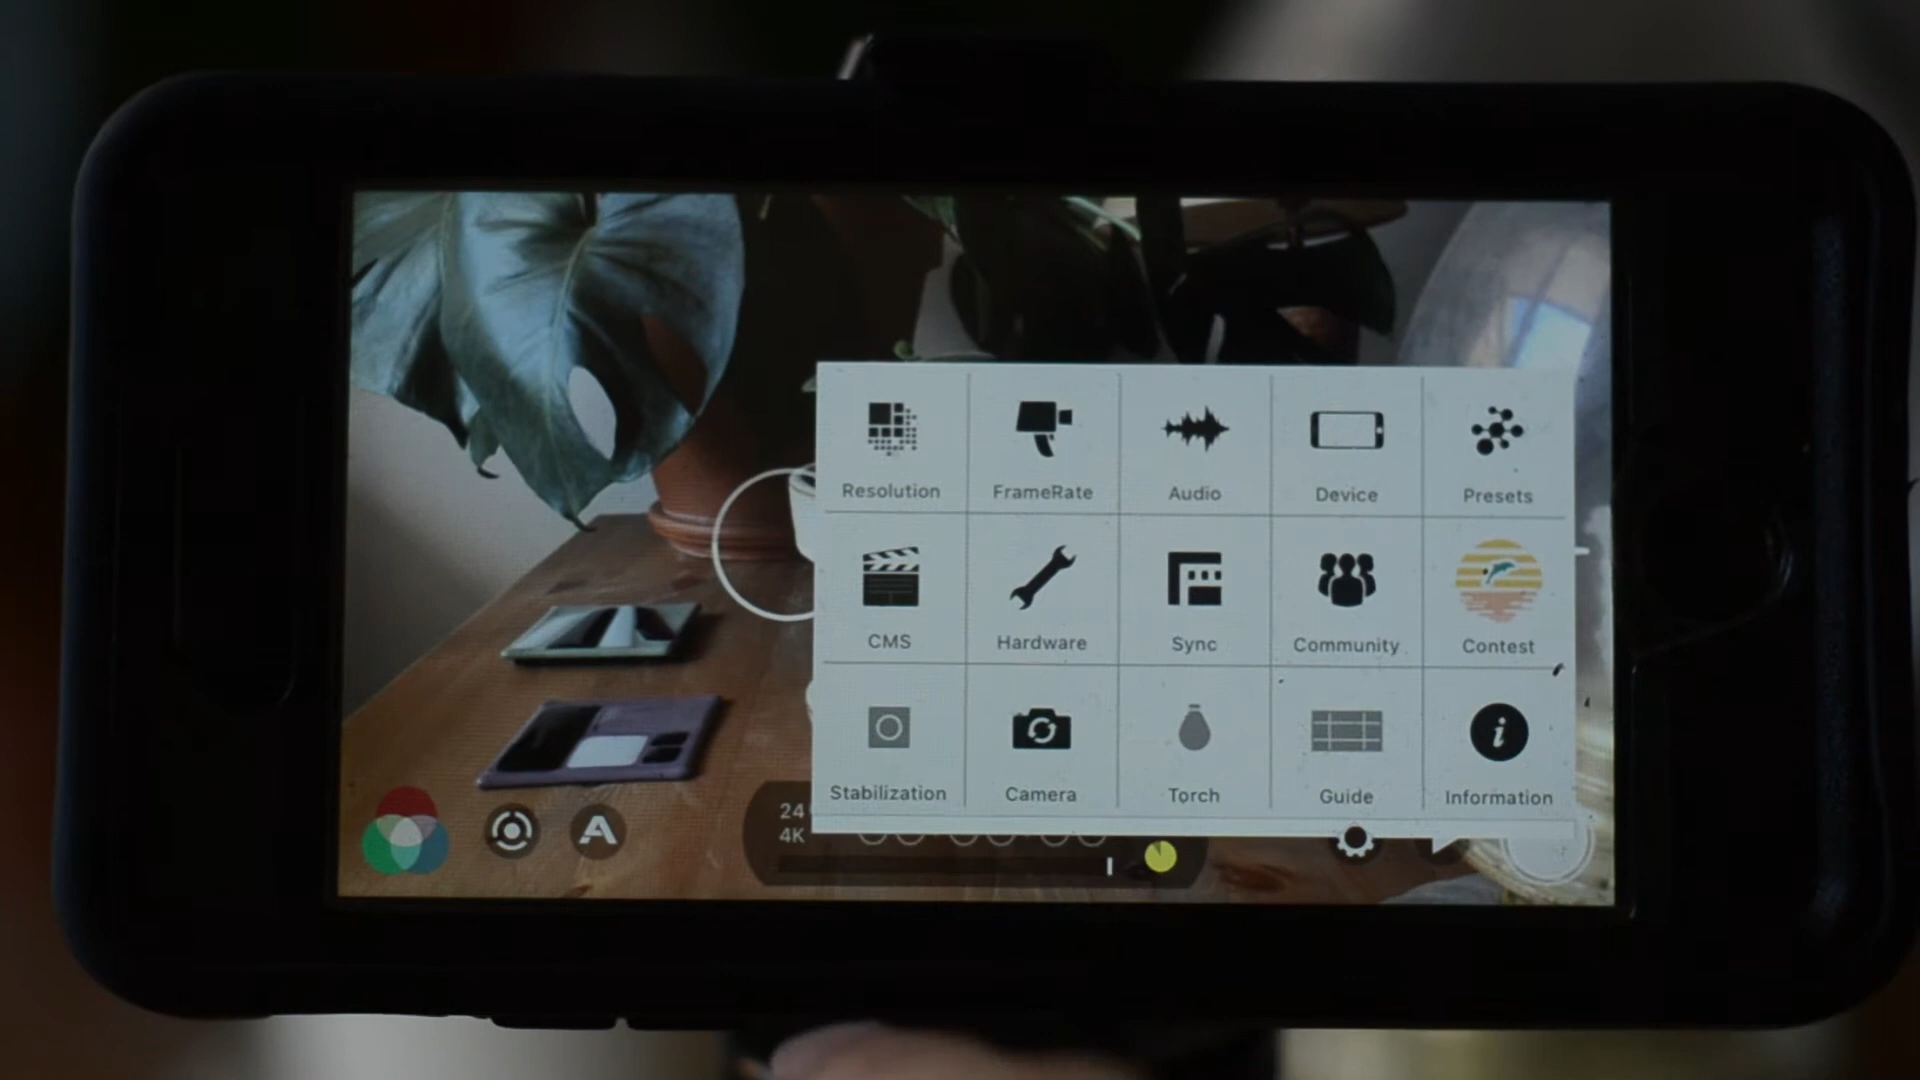 Resolution FrameRate Audio Device Presets
CMS Hardware Sync Community Contest
Stabilization Camera Torch Guide Information
24
4K
A